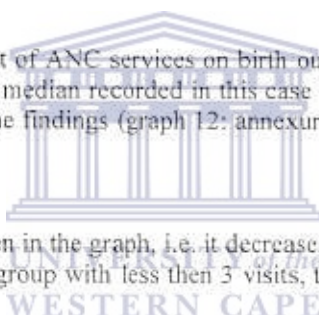 t of ANC services on birth ou
median recorded in this case
e findings (graph 12: annexur
en in the graph, i.e. it decrease
group with less then 3 visits, t
UNIVERSITY of the
WESTERN CAPE